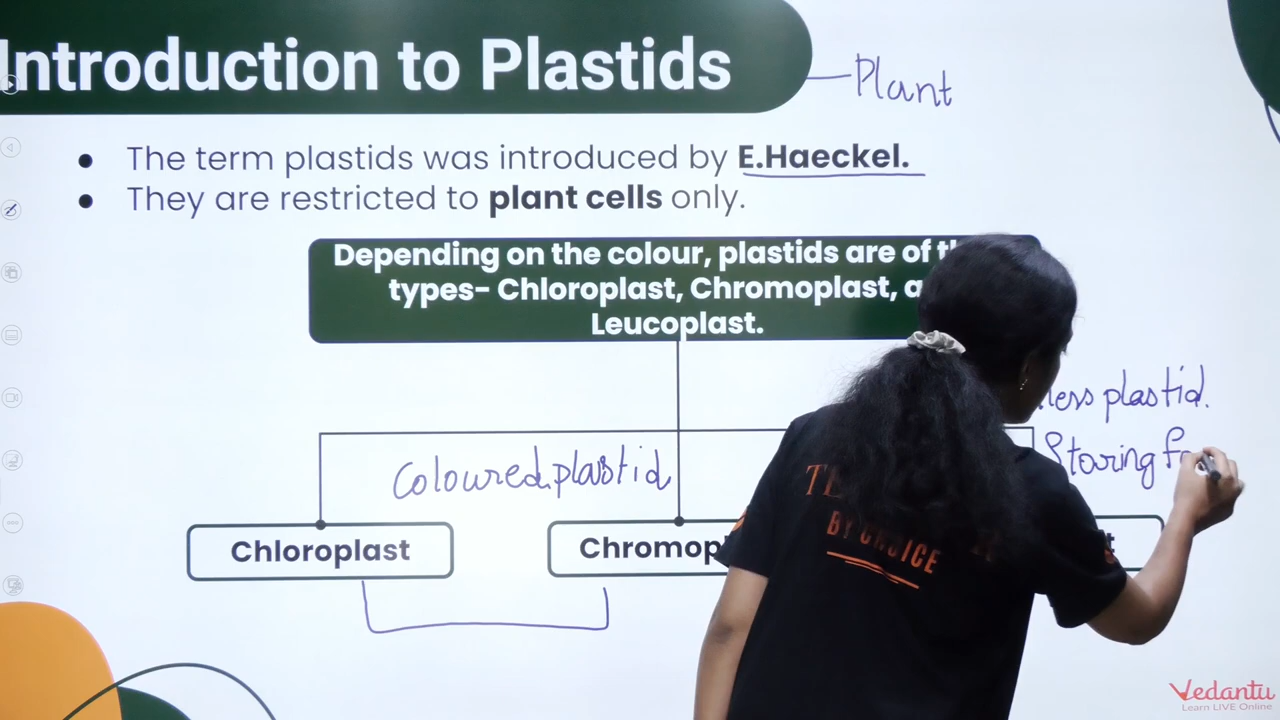 Introduction to Plastids
Plant
The term plastids was introduced by E.Haeckel.
They are restricted to plant cells only.
Depending on the colour, plastids are of
types- Chloroplast, Chromoplast,
Leucoplast.
less plastid.
Coloured plastid
Storing
Chloroplast
BY CHOICE
Vedantu
Learn LIVE Online